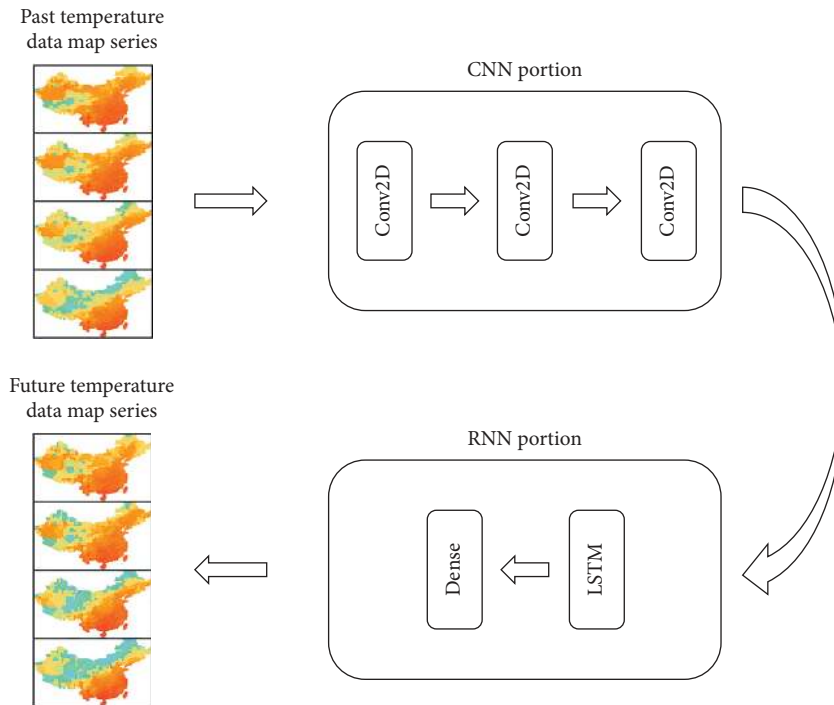 Past temperature
data map series
CNN portion
Conv2D
Conv2D
Conv2D
Future temperature
data map series
RNN portion
Dense
LSTM